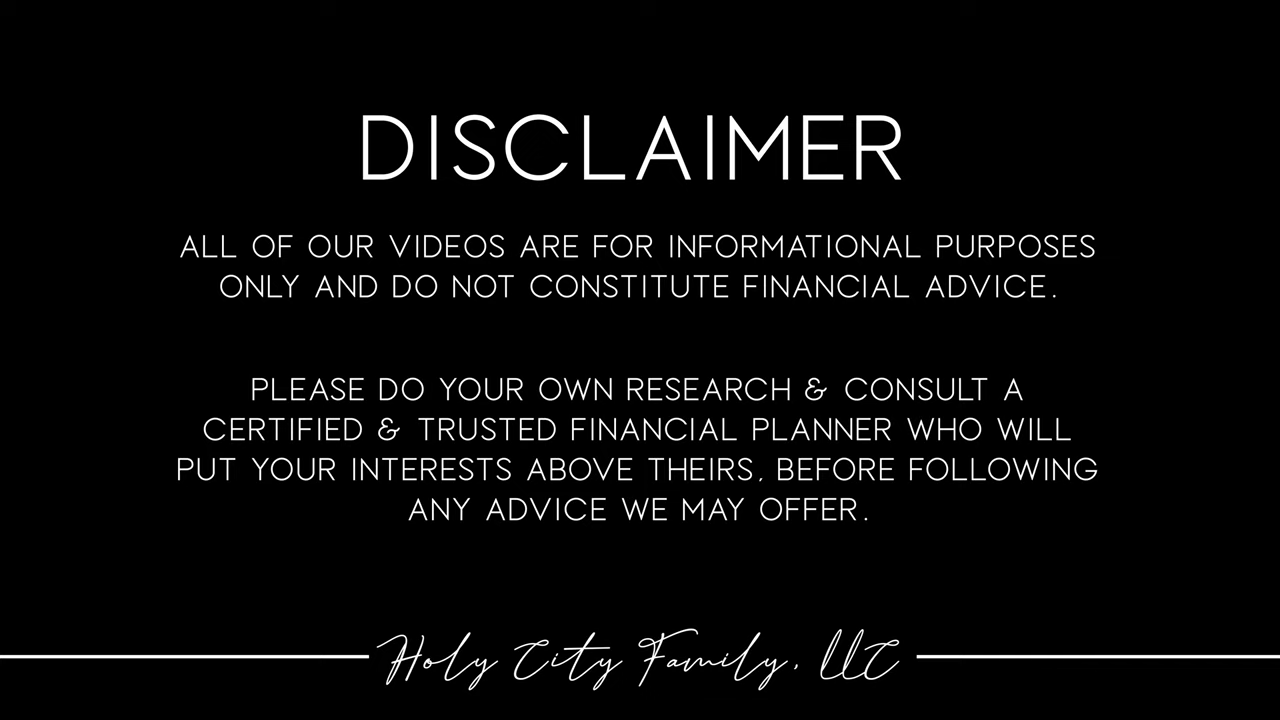 DISCLAIMER
ALL OF OUR VIDEOS ARE FOR INFORMATIONAL PURPOSES
ONLY AND DO NOT CONSTITUTE FINANCIAL ADVICE.
PLEASE DO YOUR OWN RESEARCH & CONSULT A
CERTIFIED & TRUSTED FINANCIAL PLANNER WHO WILL
PUT YOUR INTERESTS ABOVE THEIRS, BEFORE FOLLOWING
ANY ADVICE WE MAY OFFER.
Holy City Family, LLC